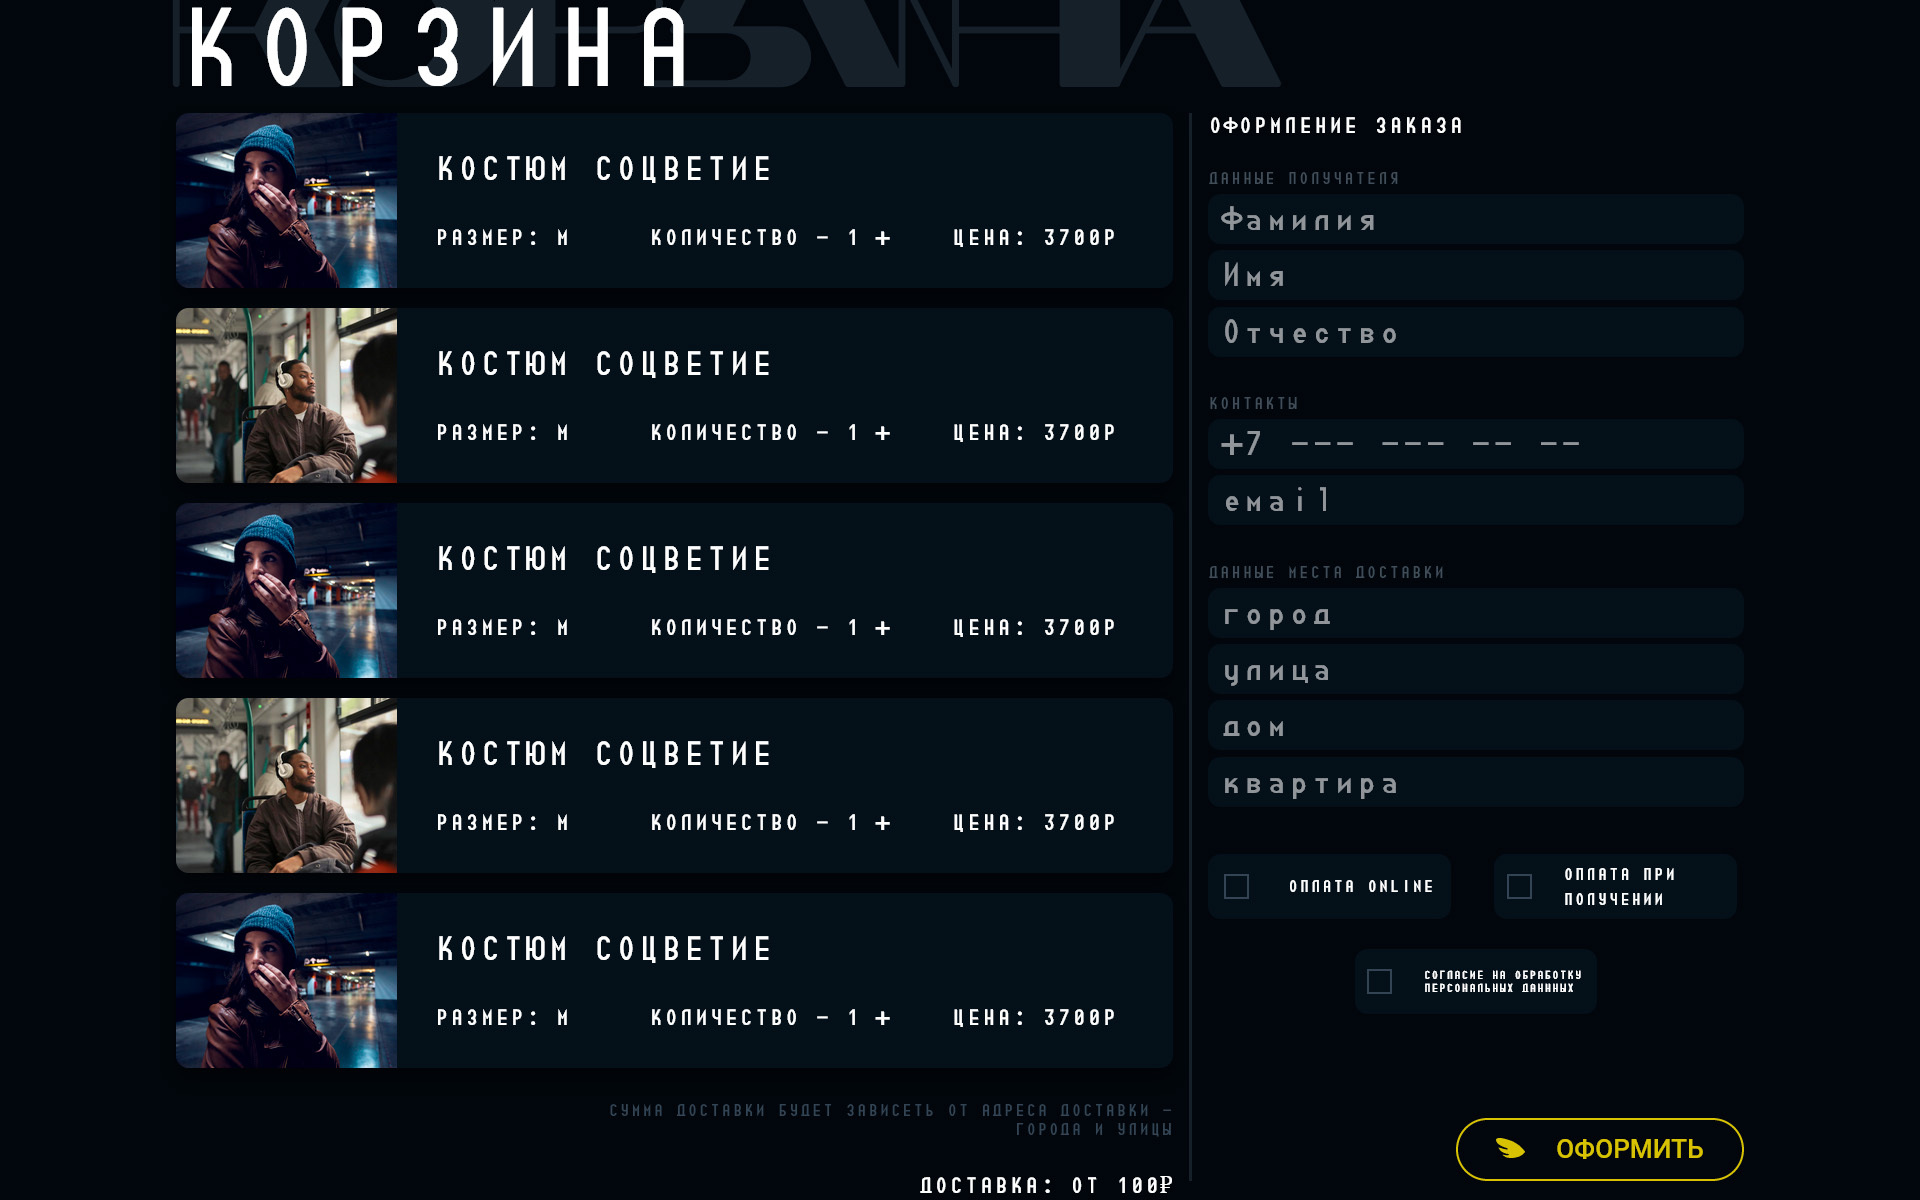 КОРЗИНА
КОРЗИНА
КОСТЮМ СОЦВЕТИЕ
РАЗМЕР: М КОЛИЧЕСТВО – 1 + ЦЕНА: 3700Р
КОСТЮМ СОЦВЕТИЕ
РАЗМЕР: М КОЛИЧЕСТВО – 1 + ЦЕНА: 3700Р
КОСТЮМ СОЦВЕТИЕ
РАЗМЕР: М КОЛИЧЕСТВО – 1 + ЦЕНА: 3700Р
КОСТЮМ СОЦВЕТИЕ
РАЗМЕР: М КОЛИЧЕСТВО – 1 + ЦЕНА: 3700Р
КОСТЮМ СОЦВЕТИЕ
РАЗМЕР: М КОЛИЧЕСТВО – 1 + ЦЕНА: 3700Р
СУММА ДОСТАВКИ БУДЕТ ЗАВИСЕТЬ ОТ АДРЕСА ДОСТАВКИ –
ГОРОДА И УЛИЦЫ
ДОСТАВКА: ОТ 100₽
ОФОРМЛЕНИЕ ЗАКАЗА
ДАННЫЕ ПОЛУЧАТЕЛЯ
Фамилия
Имя
Отчество
КОНТАКТЫ
+7 ––– ––– –– ––
емаil
ДАННЫЕ МЕСТА ДОСТАВКИ
город
улица
дом
квартира
ОПЛАТА ONLINE
ОПЛАТА ПРИ
ПОЛУЧЕНИИ
СОГЛАСИЕ НА ОБРАБОТКУ
ПЕРСОНАЛЬНЫХ ДАНННЫХ
ОФОРМИТЬ